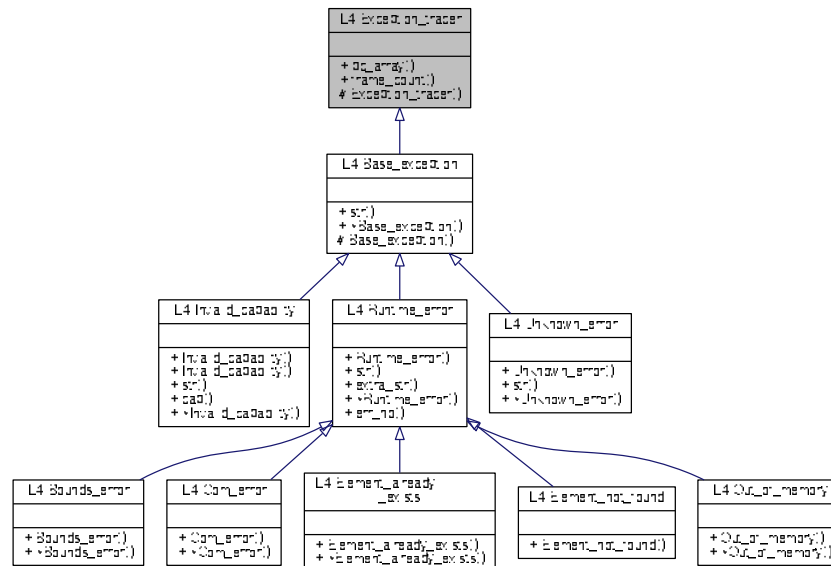 L4 Exception_tracer
+ pc_array()
+ frame_count()
# Exception_tracer()
L4 Base_exception
+ str()
+ ~Base_exception()
# Base_exception()
L4 Invalid_capability
+ Invalid_capability()
+ Invalid_capability()
+ str()
+ cap()
+ ~Invalid_capability()
L4 Runtime_error
+ Runtime_error()
+ str()
+ extra_str()
+ ~Runtime_error()
+ err_no()
L4 Unknown_error
+ Unknown_error()
+ str()
+ ~Unknown_error()
L4 Bounds_error
+ Bounds_error()
+ ~Bounds_error()
L4 Com_error
+ Com_error()
+ ~Com_error()
L4 Element_already
_exists
+ Element_already_exists()
+ ~Element_already_exists()
L4 Element_not_found
+ Element_not_found()
L4 Out_of_memory
+ Out_of_memory()
+ ~Out_of_memory()